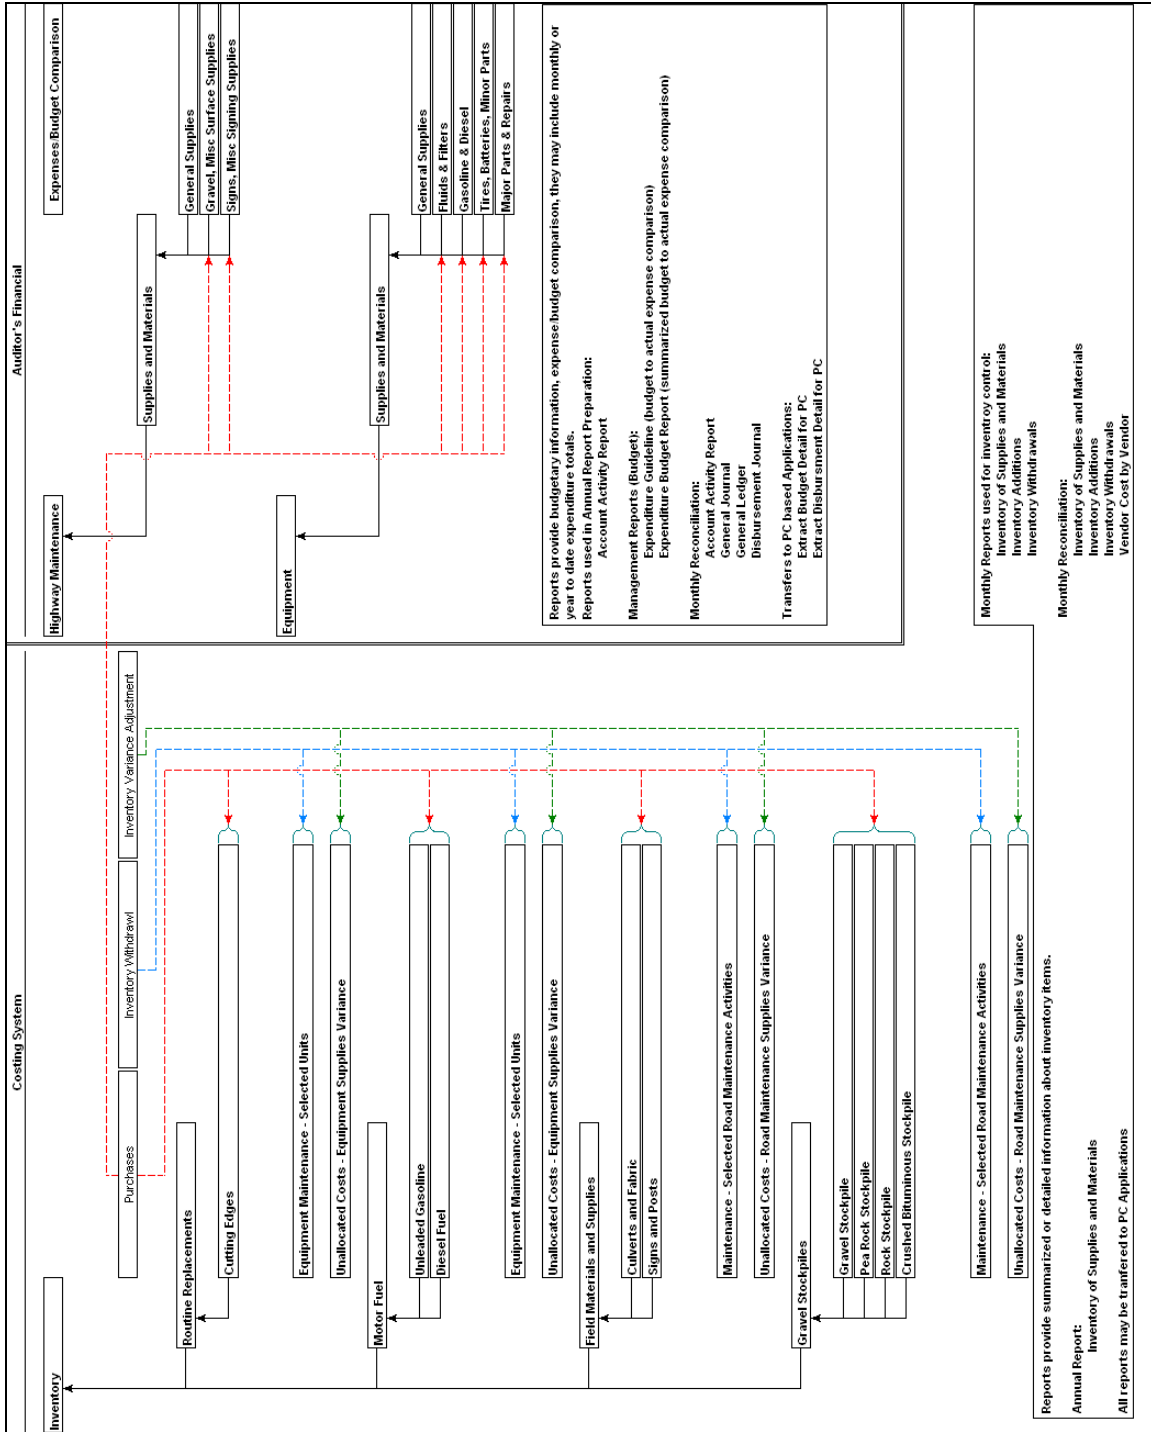 Costing System
Inventory
Purchases
Inventory Withdrawl
Inventory Variance Adjustment
Routine Replacements
Cutting Edges
Equipment Maintenance - Selected Units
Unallocated Costs - Equipment Supplies Variance
Motor Fuel
Unleaded Gasoline
Diesel Fuel
Equipment Maintenance - Selected Units
Unallocated Costs - Equipment Supplies Variance
Field Materials and Supplies
Culverts and Fabric
Signs and Posts
Maintenance - Selected Road Maintenance Activities
Unallocated Costs - Road Maintenance Supplies Variance
Gravel Stockpiles
Gravel Stockpile
Pea Rock Stockpile
Rock Stockpile
Crushed Bituminous Stockpile
Maintenance - Selected Road Maintenance Activities
Unallocated Costs - Road Maintenance Supplies Variance
Reports provide summarized or detailed information about inventory items.
Annual Report:
Inventory of Supplies and Materials
All reports may be tranfered to PC Applications
Monthly Reports used for inventroy control:
Inventory of Supplies and Materials
Inventory Additions
Inventory Withdrawals
Monthly Reconciliation:
Inventory of Supplies and Materials
Inventory Additions
Inventory Withdrawals
Vendor Cost by Vendor
Auditor's Financial
Highway Maintenance
Expenses/Budget Comparison
Supplies and Materials
General Supplies
Gravel, Misc Surface Supplies
Signs, Misc Signing Supplies
Equipment
Supplies and Materials
General Supplies
Fluids & Filters
Gasoline & Diesel
Tires, Batteries, Minor Parts
Major Parts & Repairs
Reports provide budgetary information, expense/budget comparison, they may include monthly or
year to date expenditure totals.
Reports used in Annual Report Preparation:
Account Activity Report
Management Reports (Budget):
Expenditure Guideline (budget to actual expense comparison)
Expenditure Budget Report (summarized budget to actual expense comparison)
Monthly Reconciliation:
Account Activity Report
General Journal
General Ledger
Disbursement Journal
Transfers to PC based Applications:
Extract Budget Detail for PC
Extract Disbursment Detail for PC